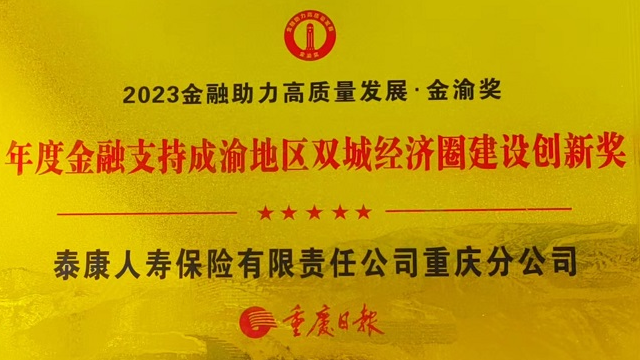 2023金融助力高质量发展·金渝奖
年度金融支持成渝地区双城经济圈建设创新奖
泰康人寿保险有限责任公司重庆分公司
重庆日报